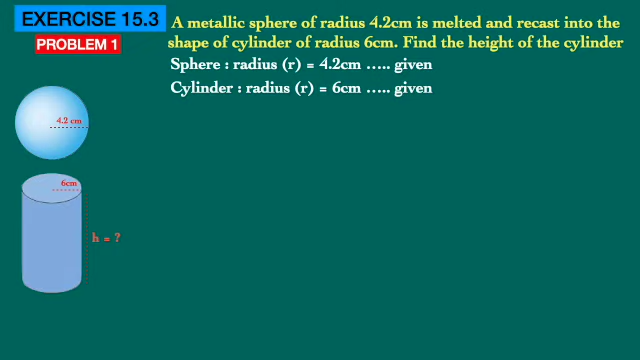 EXERCISE 15.3
PROBLEM 1
A metallic sphere of radius 4.2cm is melted and recast into the
shape of cylinder of radius 6cm. Find the height of the cylinder
Sphere : radius (r) = 4.2cm ….. given
Cylinder : radius (r) = 6cm ….. given
4.2 cm
6cm
h = ?